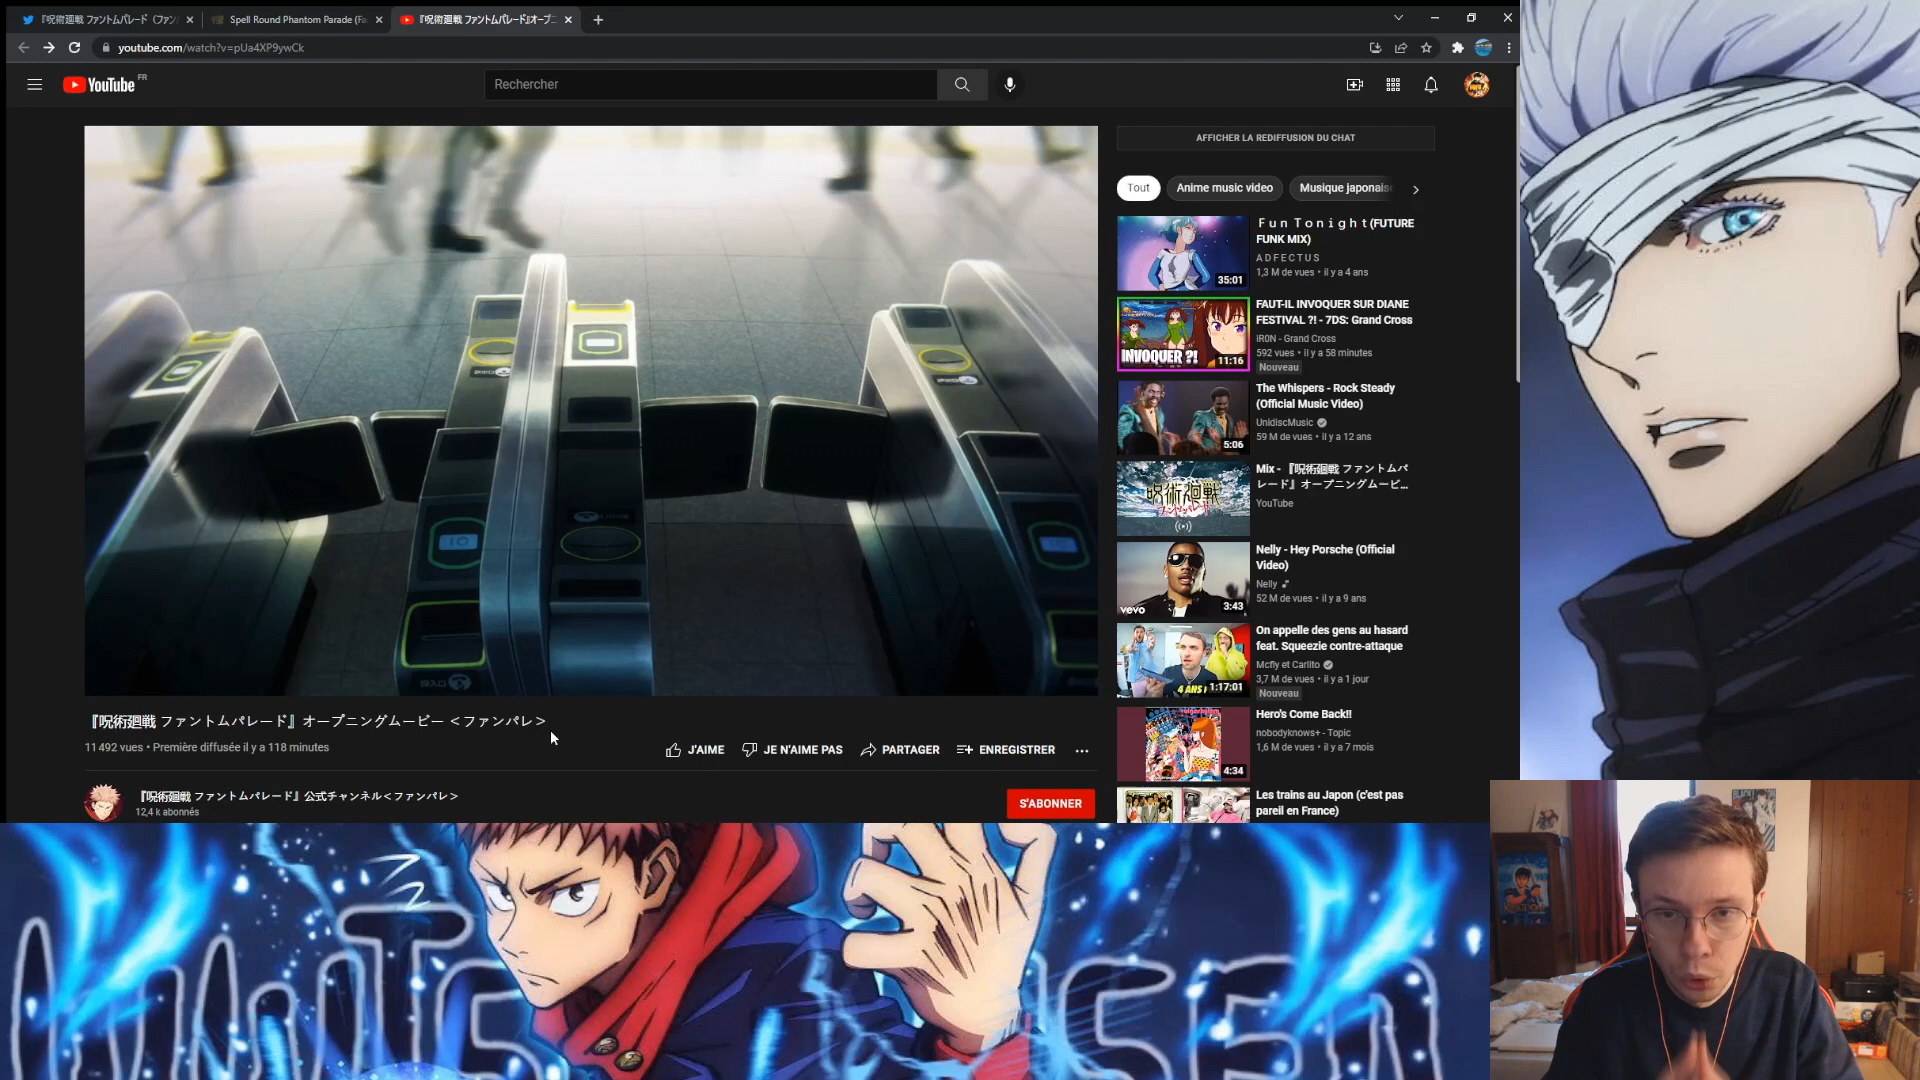 『呪術廻戦 ファントムパレード（ファン
Spell Round Phantom Parade (Fa
『呪術廻戦 ファントムパレード』オープニ
youtube.com/watch?v=pUa4XP9ywCk
YouTube FR
Rechercher
AFFICHER LA REDIFFUSION DU CHAT
Tout
Anime music video
Musique japonais
Ｆｕｎ Ｔｏｎｉｇｈｔ(FUTURE
FUNK MIX)
A D F E C T U S
1,3 M de vues • il y a 4 ans
35:01
FAUT-IL INVOQUER SUR DIANE
FESTIVAL ?! - 7DS: Grand Cross
IR0N - Grand Cross
592 vues • il y a 58 minutes
Nouveau
INVOQUER ?!
11:16
The Whispers - Rock Steady
(Official Music Video)
UnidiscMusic
59 M de vues • il y a 12 ans
5:06
Mix - 『呪術廻戦 ファントムパ
レード』オープニングムービ...
YouTube
呪術廻戦
Nelly - Hey Porsche (Official
Video)
Nelly
52 M de vues • il y a 9 ans
vevo
3:43
On appelle des gens au hasard
feat. Squeezie contre-attaque
Mcfly et Carlito
3,7 M de vues • il y a 1 jour
Nouveau
4 ANS
1:17:01
Hero's Come Back!!
nobodyknows+ - Topic
1,6 M de vues • il y a 7 mois
4:34
Les trains au Japon (c'est pas
pareil en France)
『呪術廻戦 ファントムパレード』オープニングムービー＜ファンパレ＞
11 492 vues • Première diffusée il y a 118 minutes
J'AIME
JE N'AIME PAS
PARTAGER
ENREGISTRER
『呪術廻戦 ファントムパレード』公式チャンネル＜ファンパレ＞
12,4 k abonnés
S'ABONNER